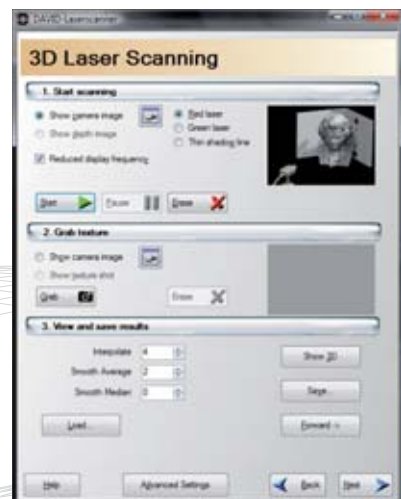 DAVID-Laserscanner
3D Laser Scanning
1. Start scanning
Show camera image
Red laser
Show depth image
Green laser
Thin shading line
Reduced display frequency
Start Pause Erase
2. Grab texture
Show camera image
Show texture shot
Grab Erase
3. View and save results
Interpolate 4
Show 3D
Smooth Average 2
Smooth Median 0
Save...
Load...
Forward ->
Help Advanced Settings Back Next